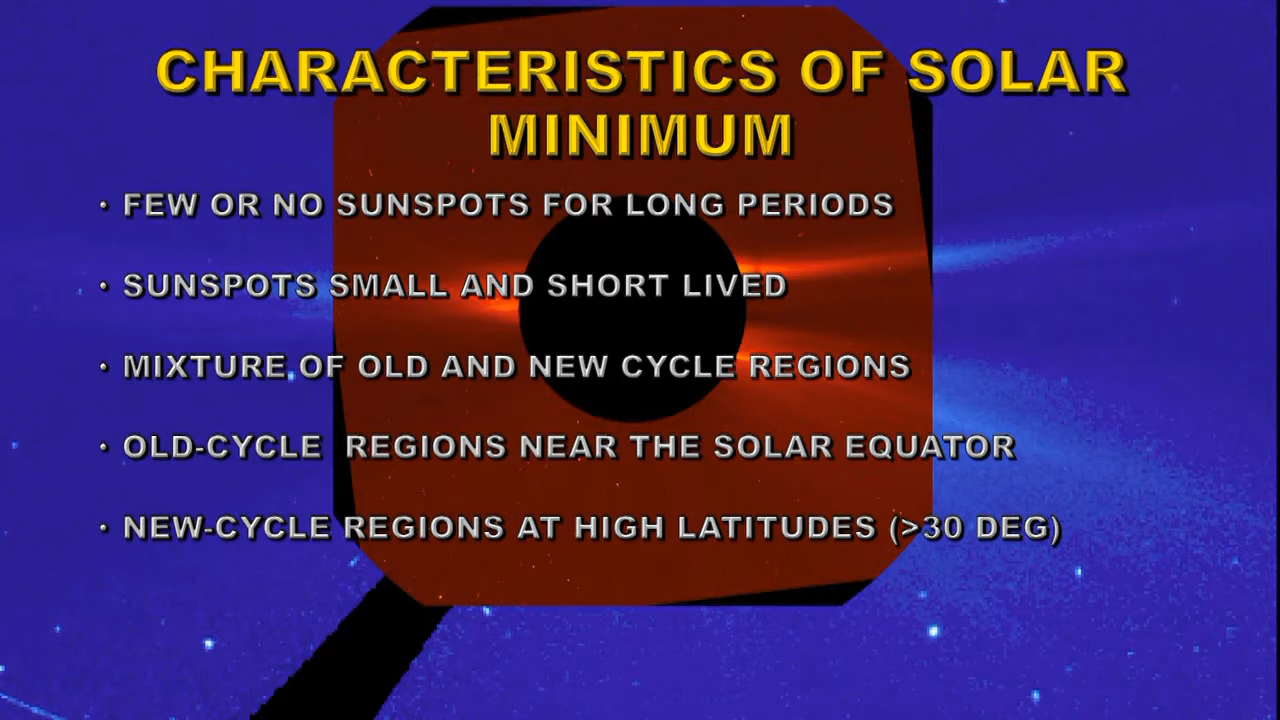 CHARACTERISTICS OF SOLAR
MINIMUM
• FEW OR NO SUNSPOTS FOR LONG PERIODS
• SUNSPOTS SMALL AND SHORT LIVED
• MIXTURE OF OLD AND NEW CYCLE REGIONS
• OLD-CYCLE  REGIONS NEAR THE SOLAR EQUATOR
• NEW-CYCLE REGIONS AT HIGH LATITUDES (>30 DEG)